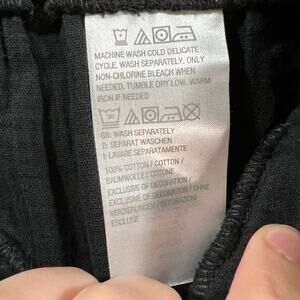 MACHINE WASH COLD DELICATE
CYCLE. WASH SEPARATELY. ONLY
NON-CHLORINE BLEACH WHEN
NEEDED. TUMBLE DRY LOW. WARM
IRON IF NEEDED
30
GB: WASH SEPARATELY
D: SEPARAT WASCHEN
I: LAVARE SEPARATAMENTE
100% COTTON / COTTON /
BAUMWOLLE / COTONE
EXCLUSIVE OF DECORATION /
EXCLUSIVE OF DECORATION / OHNE
VERZIERUNGEN / DECORAZIONI
ESCLUSE